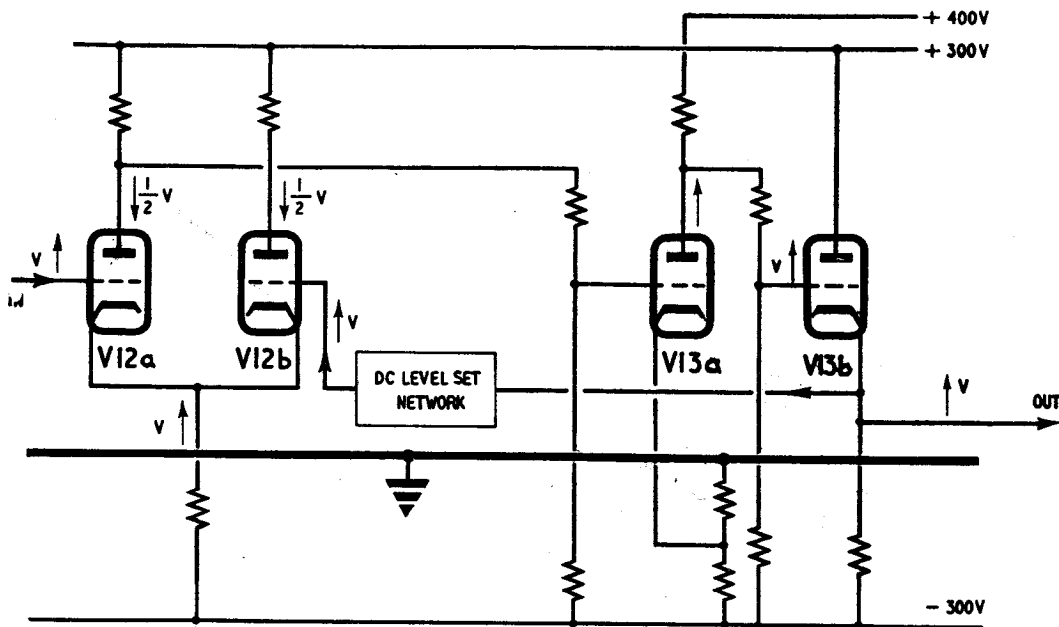 + 400V
+ 300V
1/2 V
1/2 V
V
V
V
V12a
V12b
V13a
V13b
DC LEVEL SET
NETWORK
V
V
OUT
- 300V